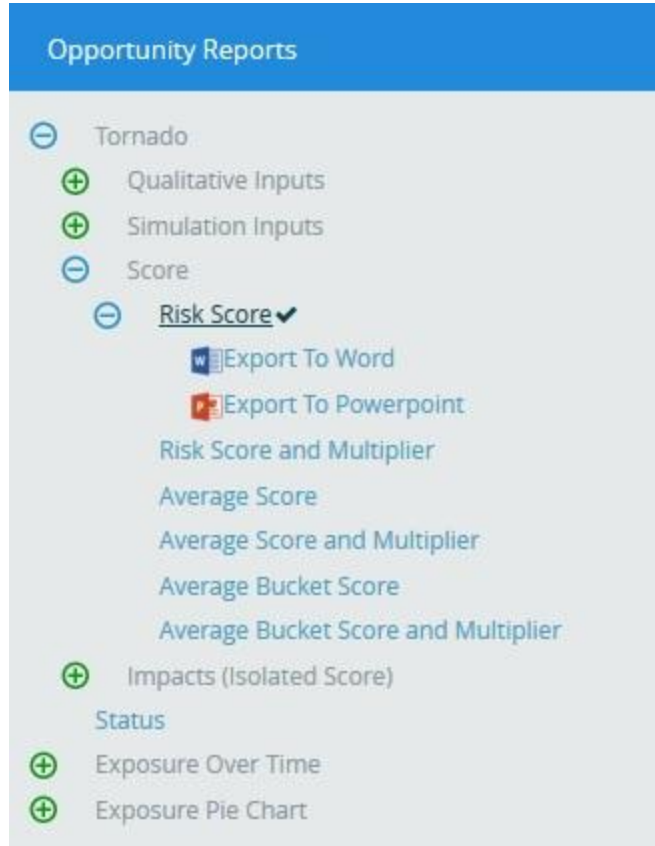 Opportunity Reports
Tornado
Qualitative Inputs
Simulation Inputs
Score
Risk Score
Export To Word
Export To Powerpoint
Risk Score and Multiplier
Average Score
Average Score and Multiplier
Average Bucket Score
Average Bucket Score and Multiplier
Impacts (Isolated Score)
Status
Exposure Over Time
Exposure Pie Chart